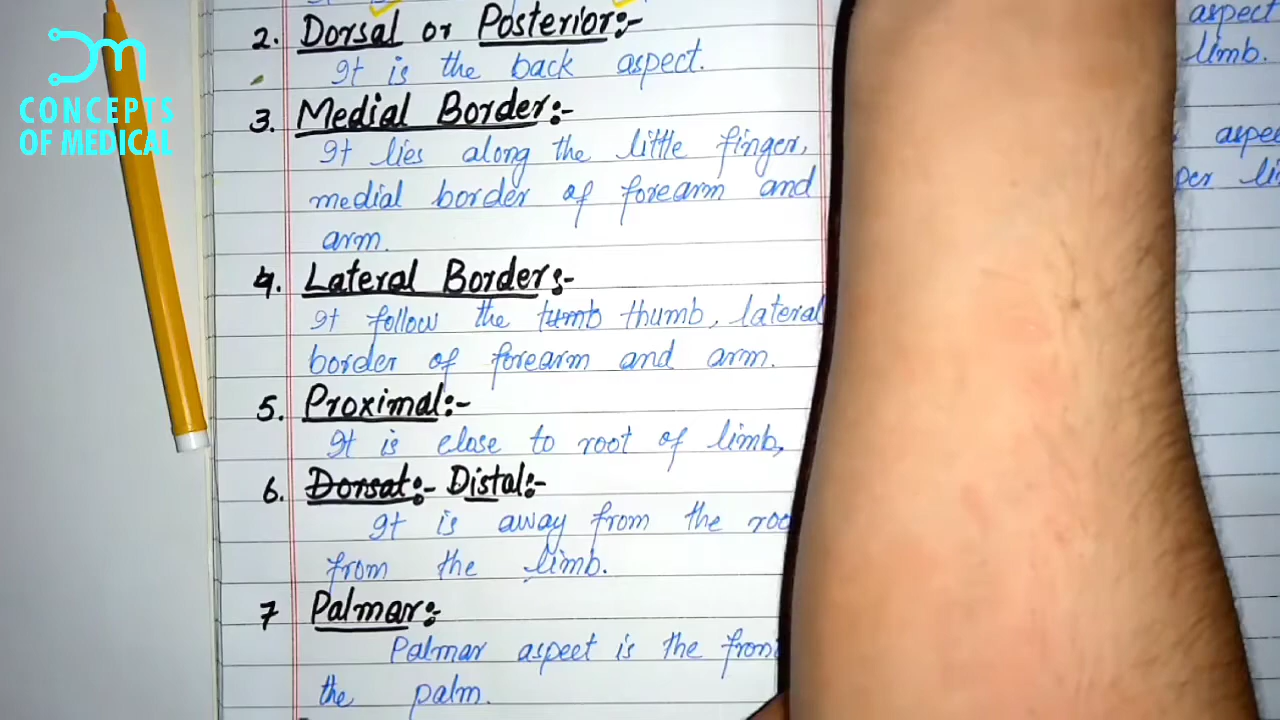 dm
CONCEPTS
OF MEDICAL
2. Dorsal or Posterior:-
It is the back aspect.
3. Medial Border:-
It lies along the little finger,
medial border of forearm and
arm.
4. Lateral Border:-
It follow the tumb thumb, lateral
border of forearm and arm.
5. Proximal:-
It is close to root of limb,
6. Dorsat:- Distal:-
It is away from the
from the limb.
7 Palmar:-
Palmar aspect is the
the palm.
aspect
limb.